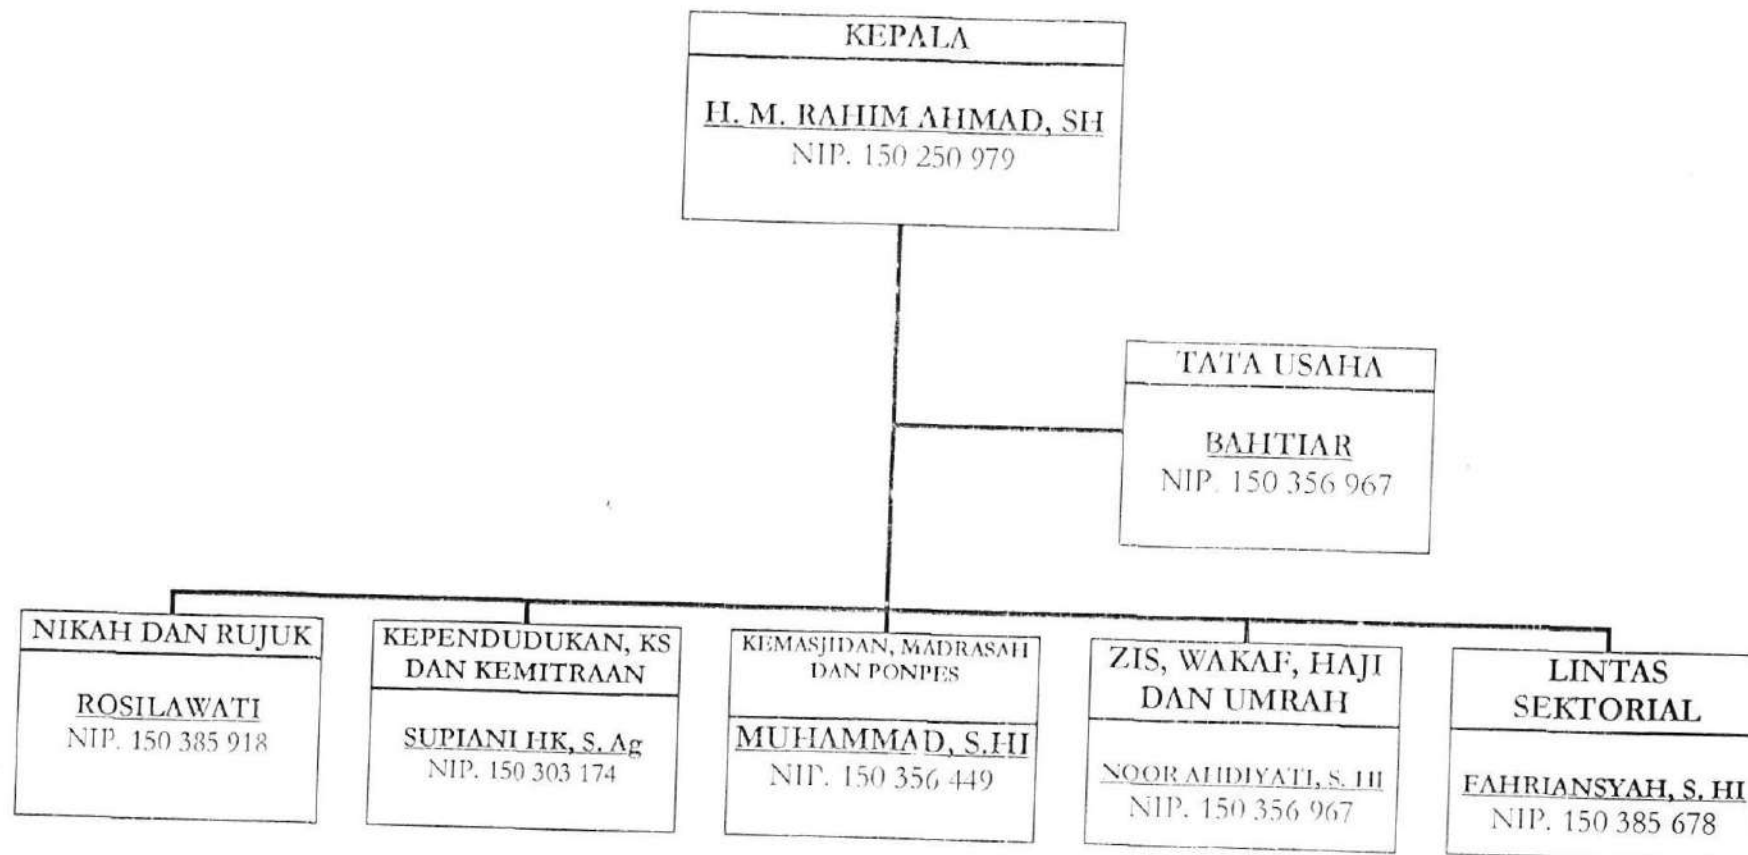 KEPALA
H. M. RAHIM AHMAD, SH
NIP. 150 250 979
TATA USAHA
BAHTIAR
NIP. 150 356 967
NIKAH DAN RUJUK
ROSILAWATI
NIP. 150 385 918
KEPENDUDUKAN, KS
DAN KEMITRAAN
SUPIANI HK, S. Ag
NIP. 150 303 174
KEMASJIDAN, MADRASAH
DAN PONPES
MUHAMMAD, S.HI
NIP. 150 356 449
ZIS, WAKAF, HAJI
DAN UMRAH
NOOR AHDIYATI, S. HI
NIP. 150 356 967
LINTAS
SEKTORIAL
FAHRIANSYAH, S. HI
NIP. 150 385 678